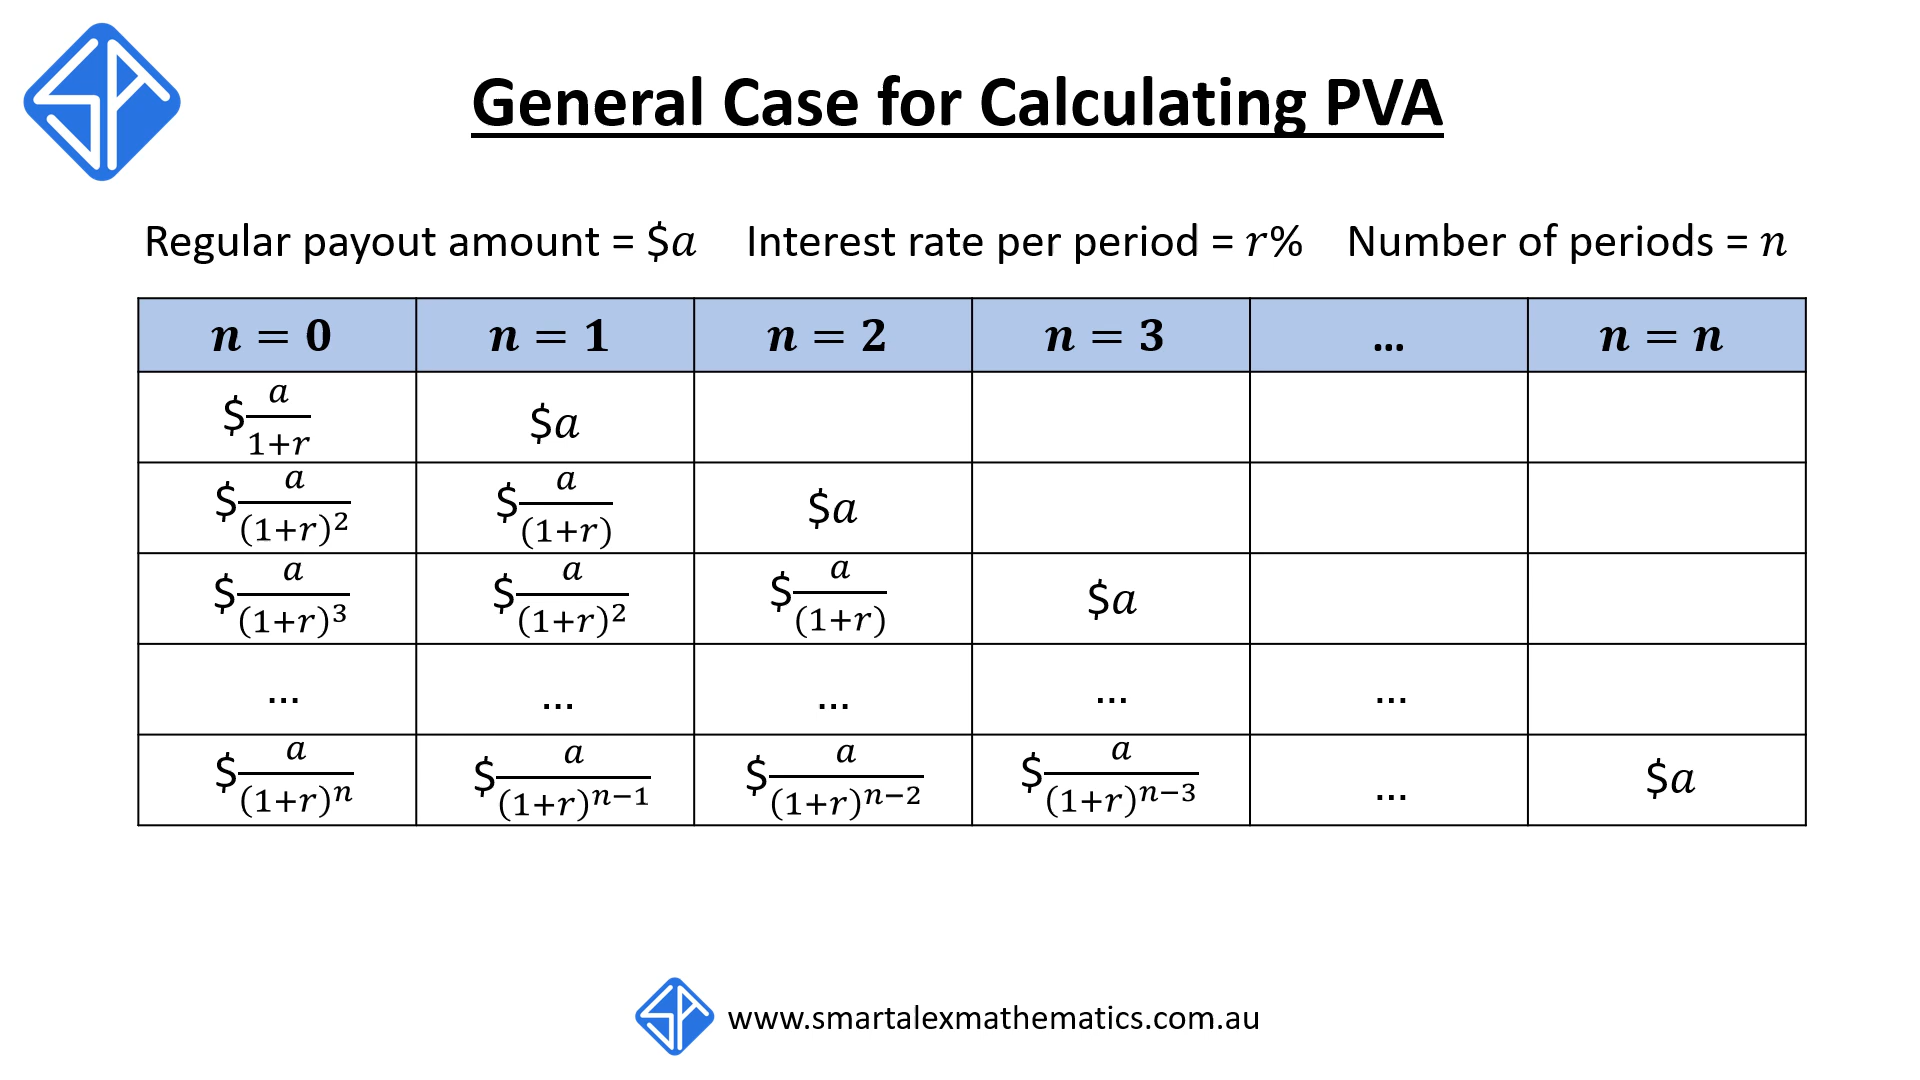 General Case for Calculating PVA
Regular payout amount = $a Interest rate per period = r% Number of periods = n
n = 0 n = 1 n = 2 n = 3 ... n = n
$a/(1+r) $a
$a/(1+r)² $a/(1+r) $a
$a/(1+r)³ $a/(1+r)² $a/(1+r) $a
... ... ... ... ...
$a/(1+r)ⁿ $a/(1+r)ⁿ⁻¹ $a/(1+r)ⁿ⁻² $a/(1+r)ⁿ⁻³ ... $a
www.smartalexmathematics.com.au